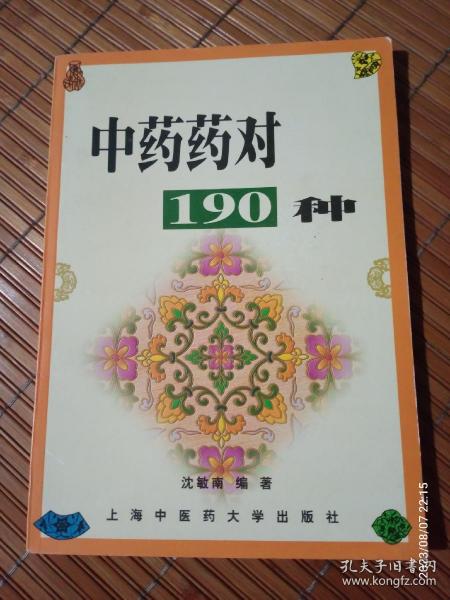 中药药对
190 种
沈敏南 编著
上海中医药大学出版社
2023/08/07 22:15
孔夫子旧书网
www.kongfz.com